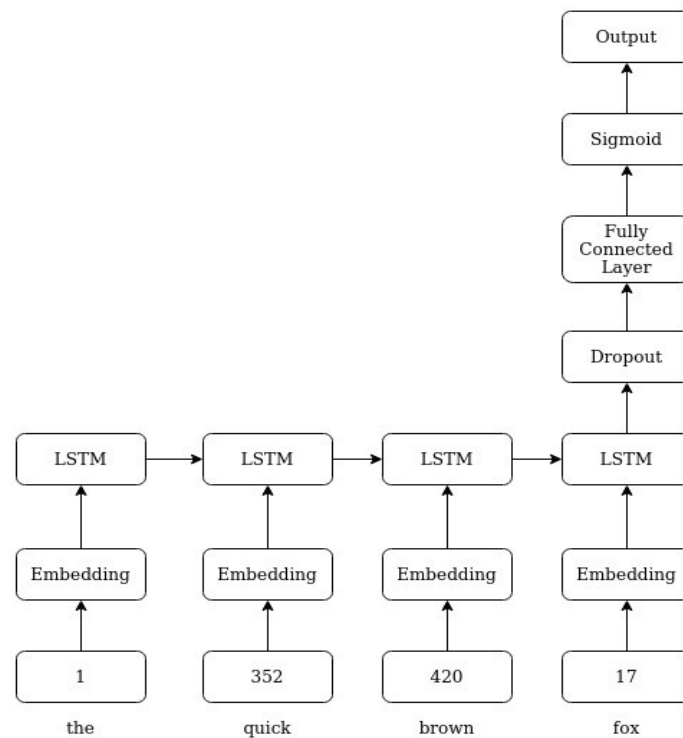 Output
Sigmoid
Fully
Connected
Layer
Dropout
LSTM LSTM LSTM LSTM
Embedding Embedding Embedding Embedding
1 352 420 17
the quick brown fox